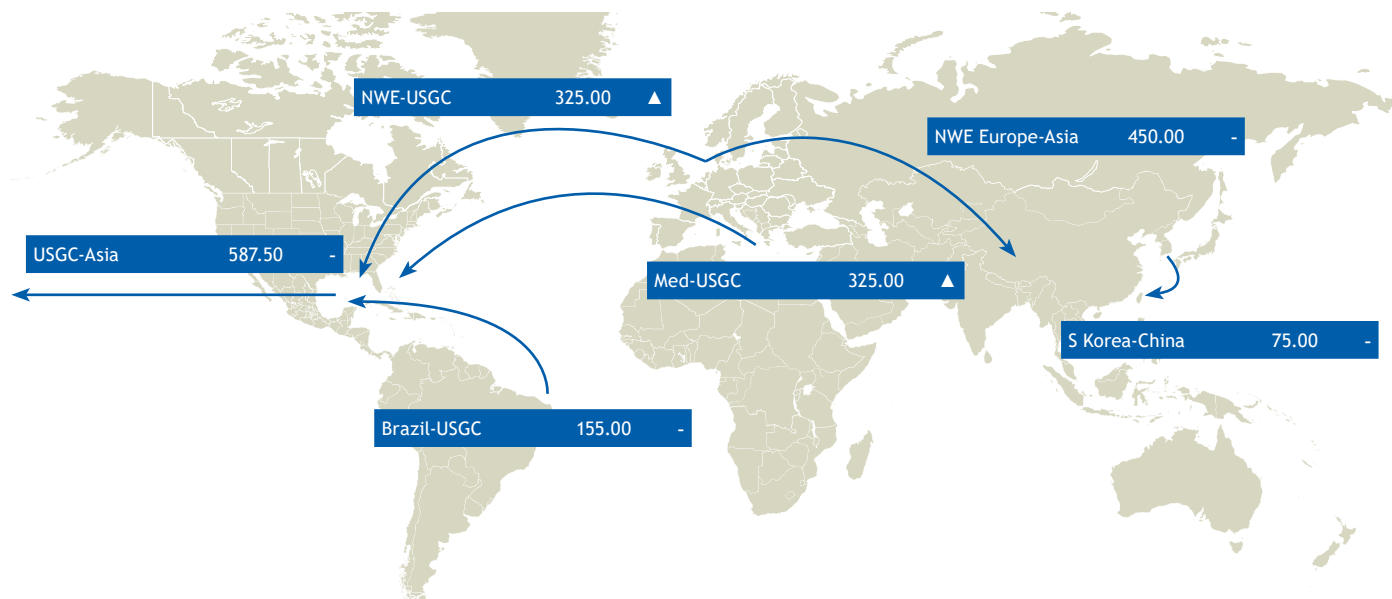 NWE-USGC 325.00 ▲
NWE Europe-Asia 450.00 -
USGC-Asia 587.50 -
Med-USGC 325.00 ▲
S Korea-China 75.00 -
Brazil-USGC 155.00 -